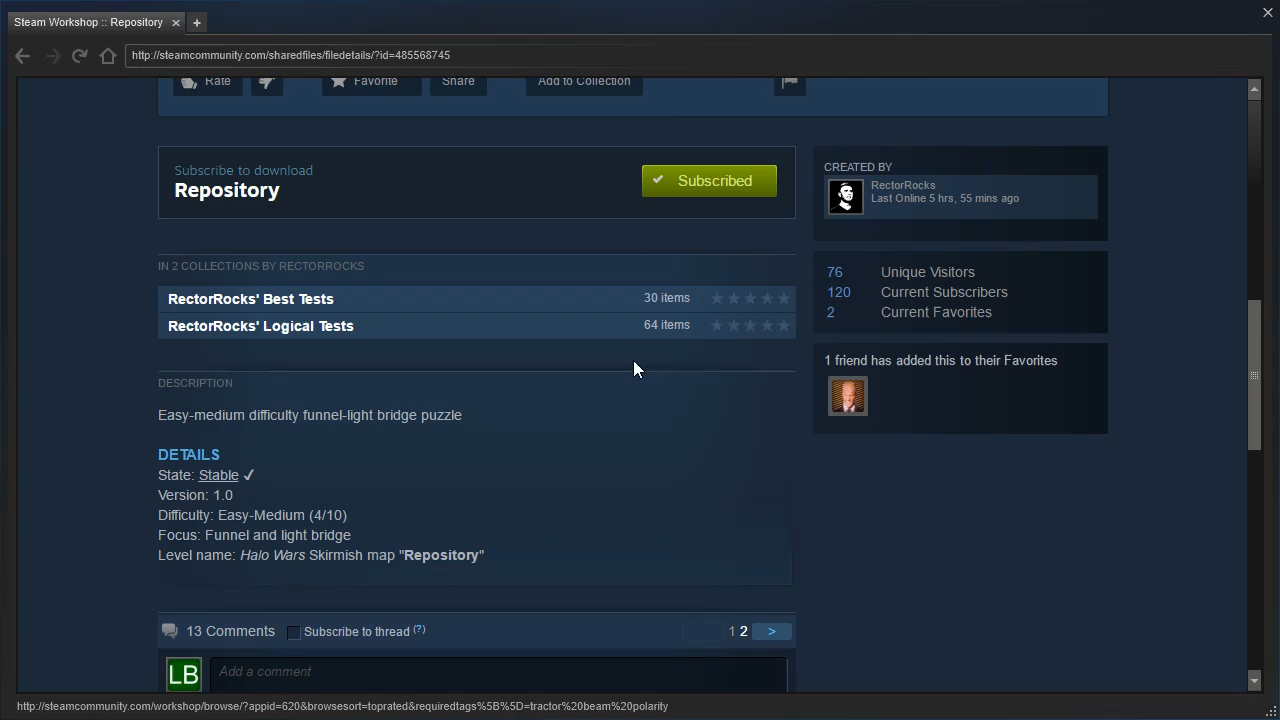 Steam Workshop :: Repository
http://steamcommunity.com/sharedfiles/filedetails/?id=485568745
Rate Favorite Share Add to Collection
Subscribe to download
Repository
Subscribed
IN 2 COLLECTIONS BY RECTORROCKS
RectorRocks' Best Tests 30 items
RectorRocks' Logical Tests 64 items
DESCRIPTION
Easy-medium difficulty funnel-light bridge puzzle
DETAILS
State: Stable ✓
Version: 1.0
Difficulty: Easy-Medium (4/10)
Focus: Funnel and light bridge
Level name: Halo Wars Skirmish map "Repository"
13 Comments Subscribe to thread (?) 1 2 >
LB Add a comment
CREATED BY
RectorRocks
Last Online 5 hrs, 55 mins ago
76 Unique Visitors
120 Current Subscribers
2 Current Favorites
1 friend has added this to their Favorites
http://steamcommunity.com/workshop/browse/?appid=620&browsesort=toprated&requiredtags%5B%5D=tractor%20beam%20polarity